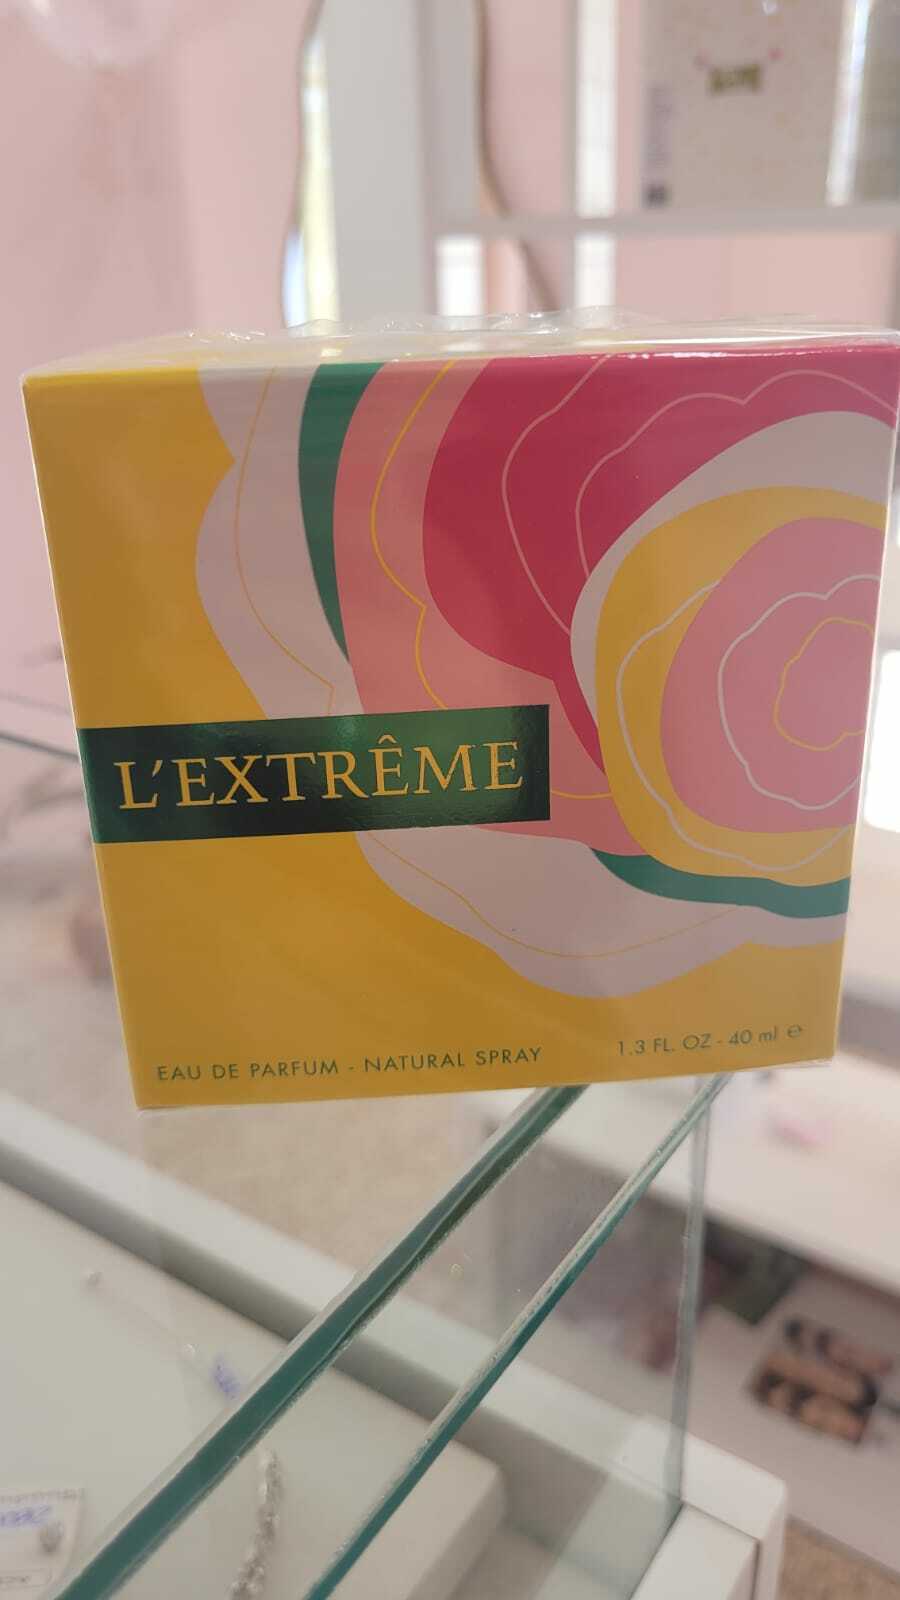 L'EXTRÊME
EAU DE PARFUM - NATURAL SPRAY
1.3 FL. OZ - 40 ml ℮